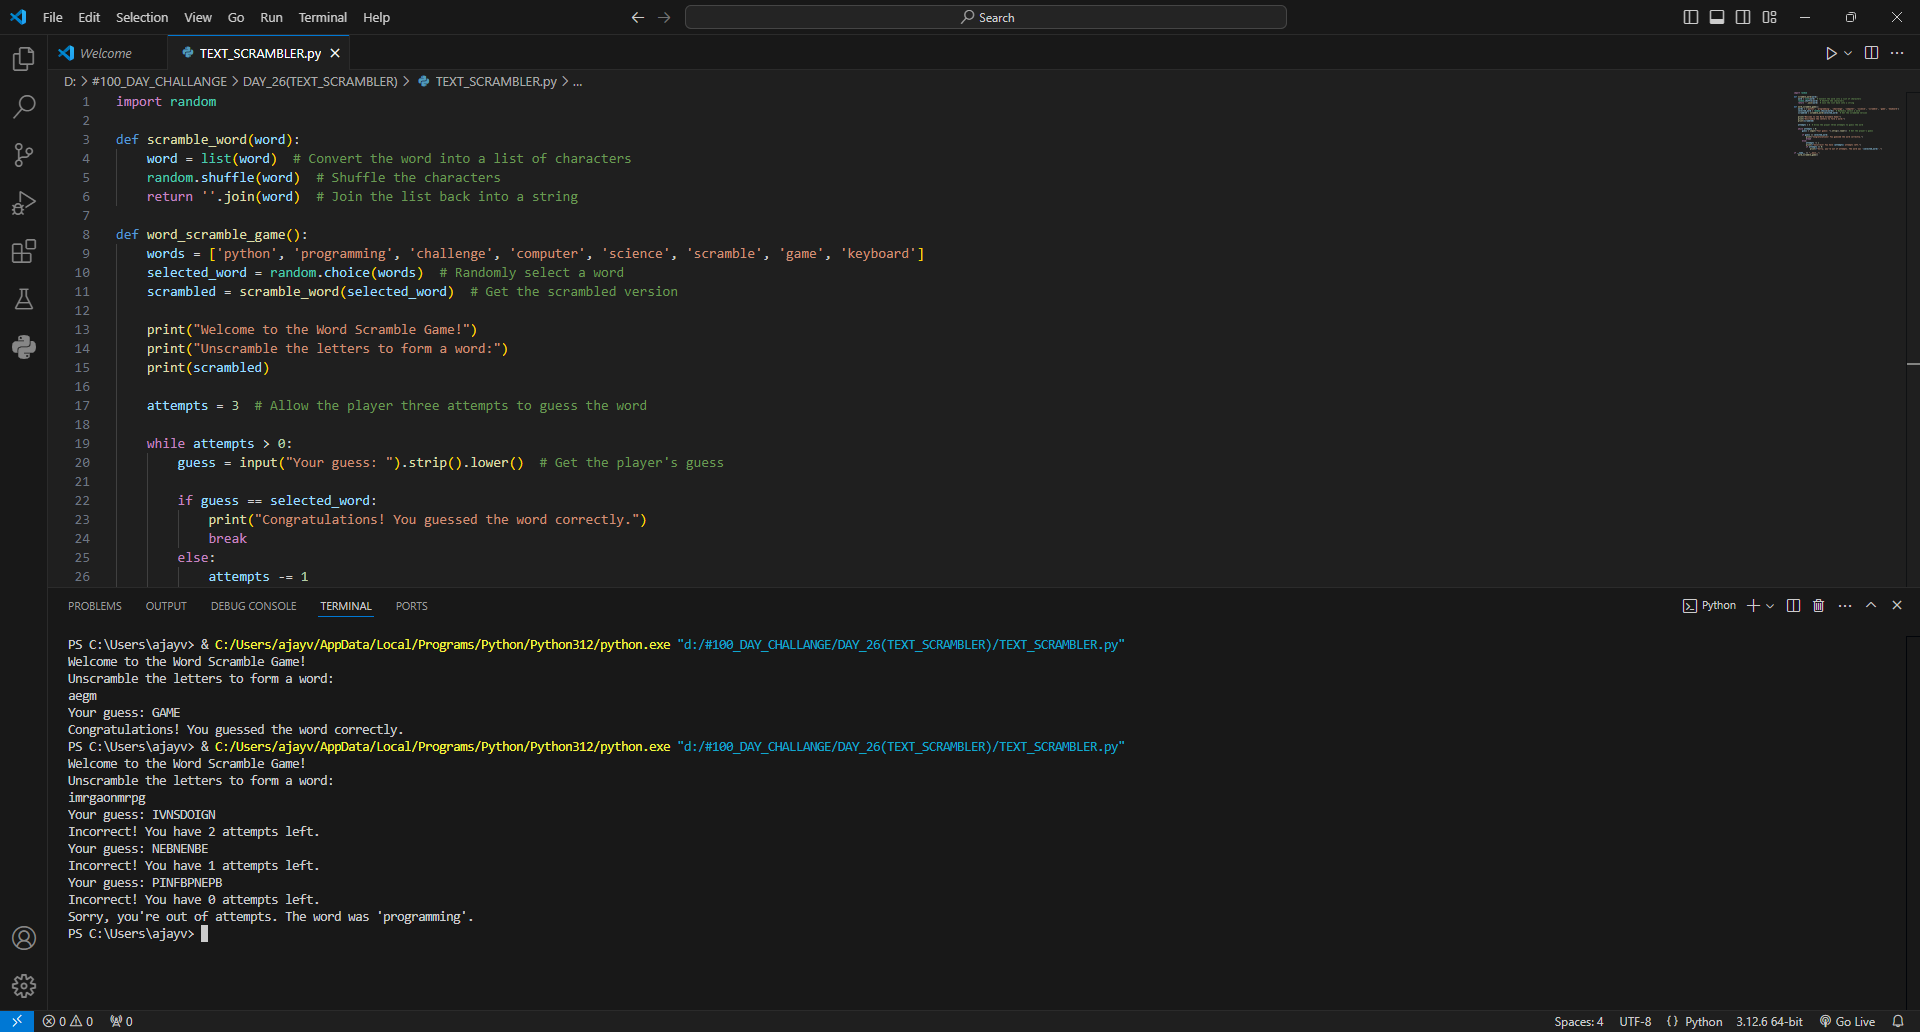 File Edit Selection View Go Run Terminal Help
Search
Welcome
TEXT_SCRAMBLER.py
D: > #100_DAY_CHALLANGE > DAY_26(TEXT_SCRAMBLER) > TEXT_SCRAMBLER.py > ...
1 import random
2
3 def scramble_word(word):
4     word = list(word)  # Convert the word into a list of characters
5     random.shuffle(word)  # Shuffle the characters
6     return ''.join(word)  # Join the list back into a string
7
8 def word_scramble_game():
9     words = ['python', 'programming', 'challenge', 'computer', 'science', 'scramble', 'game', 'keyboard']
10     selected_word = random.choice(words)  # Randomly select a word
11     scrambled = scramble_word(selected_word)  # Get the scrambled version
12
13     print("Welcome to the Word Scramble Game!")
14     print("Unscramble the letters to form a word:")
15     print(scrambled)
16
17     attempts = 3  # Allow the player three attempts to guess the word
18
19     while attempts > 0:
20         guess = input("Your guess: ").strip().lower()  # Get the player's guess
21
22         if guess == selected_word:
23             print("Congratulations! You guessed the word correctly.")
24             break
25         else:
26             attempts -= 1
PROBLEMS OUTPUT DEBUG CONSOLE TERMINAL PORTS
Python
PS C:\Users\ajayv> & C:/Users/ajayv/AppData/Local/Programs/Python/Python312/python.exe "d:/#100_DAY_CHALLANGE/DAY_26(TEXT_SCRAMBLER)/TEXT_SCRAMBLER.py"
Welcome to the Word Scramble Game!
Unscramble the letters to form a word:
aegm
Your guess: GAME
Congratulations! You guessed the word correctly.
PS C:\Users\ajayv> & C:/Users/ajayv/AppData/Local/Programs/Python/Python312/python.exe "d:/#100_DAY_CHALLANGE/DAY_26(TEXT_SCRAMBLER)/TEXT_SCRAMBLER.py"
Welcome to the Word Scramble Game!
Unscramble the letters to form a word:
imrgaonmrpg
Your guess: IVNSDOIGN
Incorrect! You have 2 attempts left.
Your guess: NEBNENBE
Incorrect! You have 1 attempts left.
Your guess: PINFBPNEPB
Incorrect! You have 0 attempts left.
Sorry, you're out of attempts. The word was 'programming'.
PS C:\Users\ajayv>
0 0 0
Spaces: 4 UTF-8 {} Python 3.12.6 64-bit Go Live